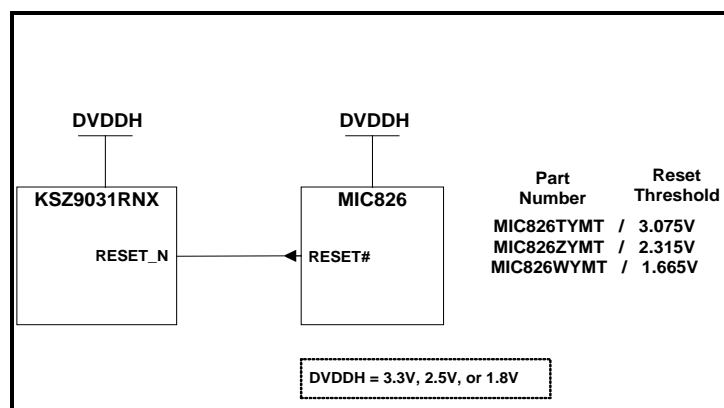 DVDDH
DVDDH
KSZ9031RNX
MIC826
RESET_N
RESET#
Part
Number
Reset
Threshold
MIC826TYMT / 3.075V
MIC826ZYMT / 2.315V
MIC826WYMT / 1.665V
DVDDH = 3.3V, 2.5V, or 1.8V